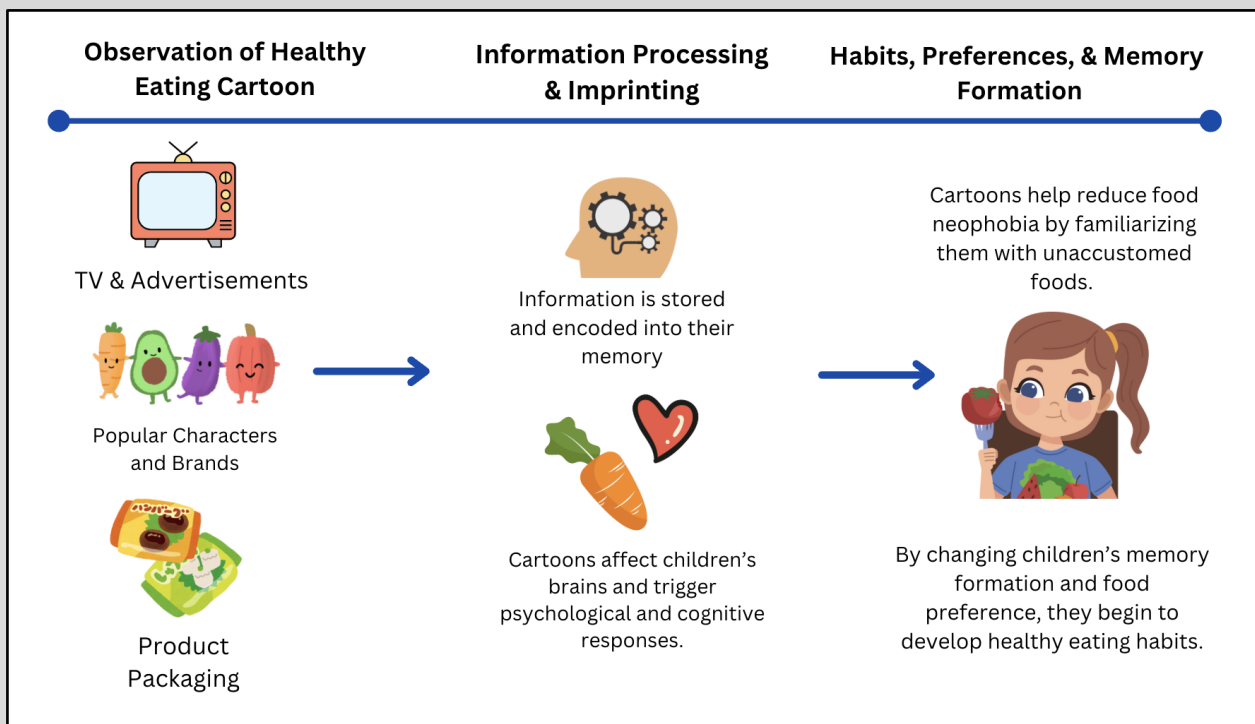 Observation of Healthy
Eating Cartoon
TV & Advertisements
Popular Characters
and Brands
ハンバーグ
Product
Packaging
Information Processing
& Imprinting
Information is stored
and encoded into their
memory
Cartoons affect children’s
brains and trigger
psychological and cognitive
responses.
Habits, Preferences, & Memory
Formation
Cartoons help reduce food
neophobia by familiarizing
them with unaccustomed
foods.
By changing children’s memory
formation and food
preference, they begin to
develop healthy eating habits.